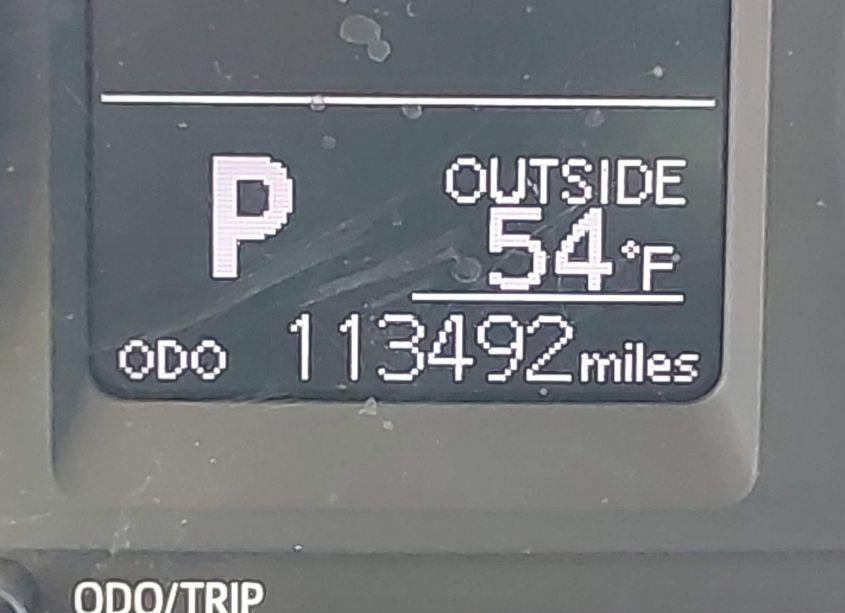 P
OUTSIDE
54°F
ODO 113492 miles
ODO/TRIP